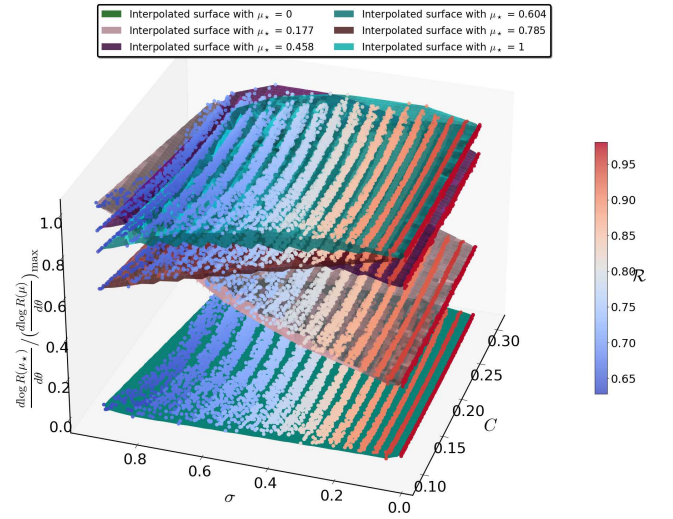 Interpolated surface with μ⋆ = 0
Interpolated surface with μ⋆ = 0.177
Interpolated surface with μ⋆ = 0.458
Interpolated surface with μ⋆ = 0.604
Interpolated surface with μ⋆ = 0.785
Interpolated surface with μ⋆ = 1
1.0
0.8
0.6
0.4
0.2
0.0
d log R(μ⋆)/dθ / (d log R(μ)/dθ)max
0.8
0.6
0.4
0.2
0.0
σ
0.10
0.15
0.20
0.25
0.30
C
0.95
0.90
0.85
0.80
0.75
0.70
0.65
ℛ